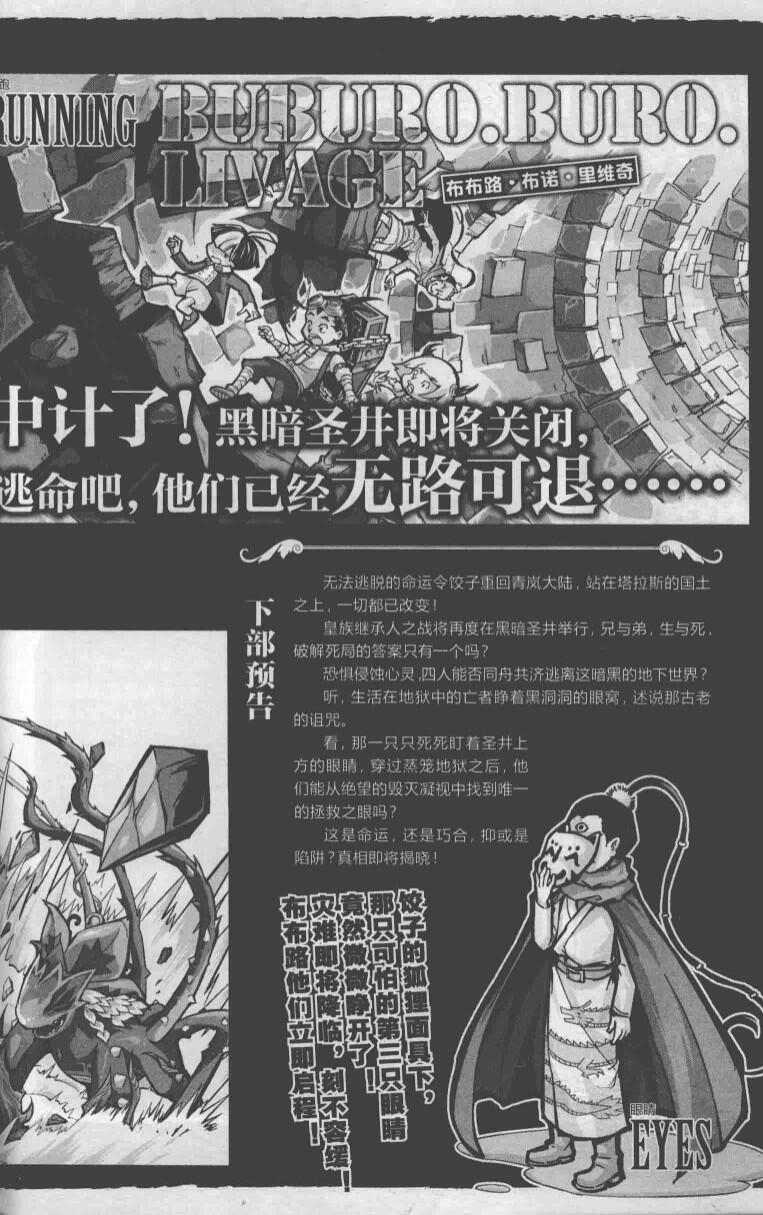 跑
RUNNING
BUBURO.BURO.
LIVAGE
布布路·布诺·里维奇
中计了！黑暗圣井即将关闭，
逃命吧，他们已经无路可退……
下部预告
无法逃脱的命运令饺子重回青岚大陆，站在塔拉斯的国土
之上，一切都已改变！
皇族继承人之战将再度在黑暗圣井举行，兄与弟，生与死，
破解死局的答案只有一个吗？
恐惧侵蚀心灵，四人能否同舟共济逃离这暗黑的地下世界？
听，生活在地狱中的亡者睁着黑洞洞的眼窝，述说那古老
的诅咒。
看，那一只只死死盯着圣井上
方的眼睛，穿过蒸笼地狱之后，他
们能从绝望的毁灭凝视中找到唯一
的拯救之眼吗？
这是命运，还是巧合，抑或是
陷阱？真相即将揭晓！
饺子的狐狸面具下，
那只可怕的第三只眼睛
竟然微微睁开了！
灾难即将降临，刻不容缓！
布布路他们立即启程！
眼睛
EYES